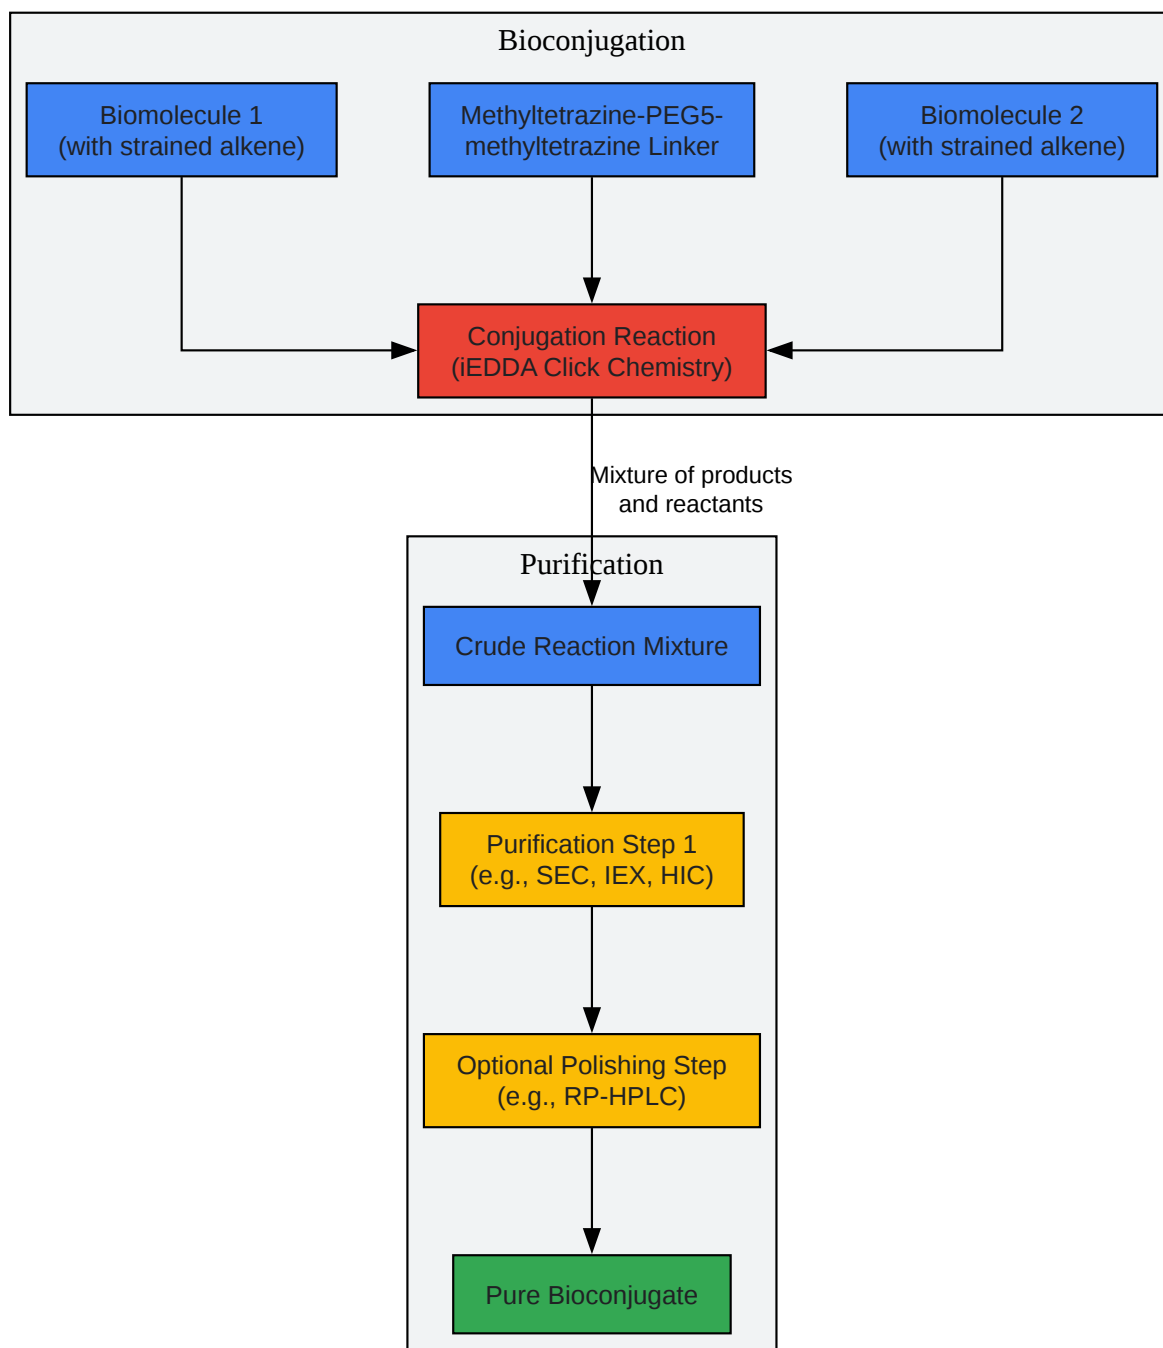 Bioconjugation
Biomolecule 1
(with strained alkene)
Methyltetrazine-PEG5-
methyltetrazine Linker
Biomolecule 2
(with strained alkene)
Conjugation Reaction
(iEDDA Click Chemistry)
Mixture of products
and reactants
Purification
Crude Reaction Mixture
Purification Step 1
(e.g., SEC, IEX, HIC)
Optional Polishing Step
(e.g., RP-HPLC)
Pure Bioconjugate